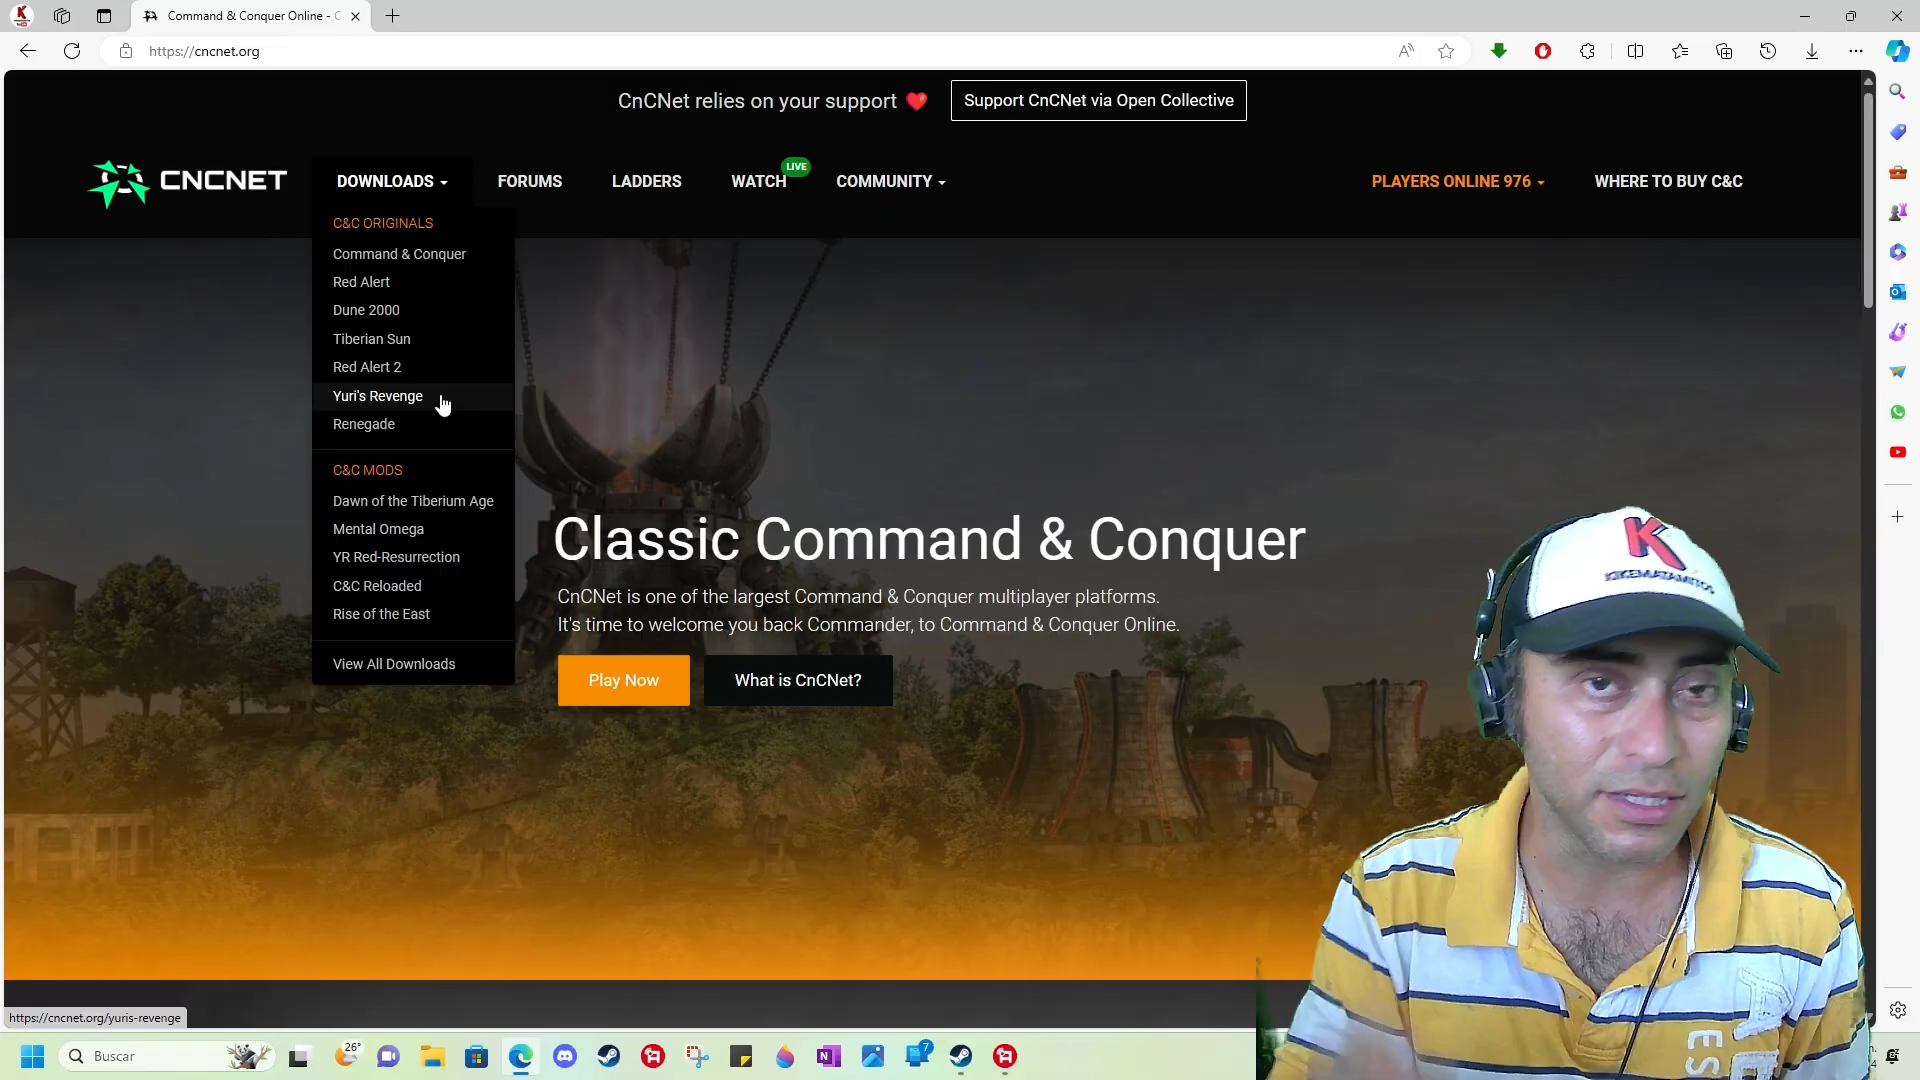 Command & Conquer Online - C
https://cncnet.org
CnCNet relies on your support
Support CnCNet via Open Collective
CNCNET
DOWNLOADS
FORUMS
LADDERS
WATCH
LIVE
COMMUNITY
PLAYERS ONLINE 976
WHERE TO BUY C&C
C&C ORIGINALS
Command & Conquer
Red Alert
Dune 2000
Tiberian Sun
Red Alert 2
Yuri's Revenge
Renegade
C&C MODS
Dawn of the Tiberium Age
Mental Omega
YR Red-Resurrection
C&C Reloaded
Rise of the East
View All Downloads
Classic Command & Conquer
CnCNet is one of the largest Command & Conquer multiplayer platforms.
It's time to welcome you back Commander, to Command & Conquer Online.
Play Now
What is CnCNet?
K
https://cncnet.org/yuris-revenge
Buscar
26°
7